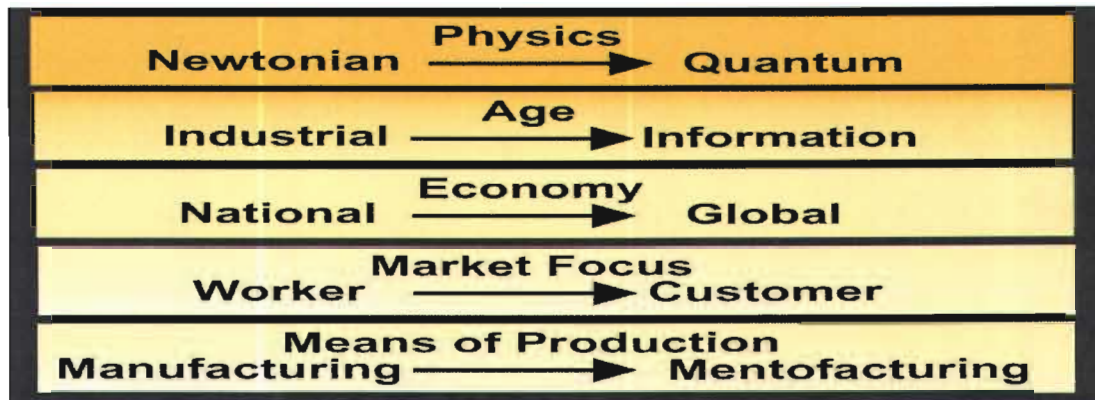 Physics
Newtonian Quantum
Age
Industrial Information
Economy
National Global
Market Focus
Worker Customer
Means of Production
Manufacturing Mentofacturing